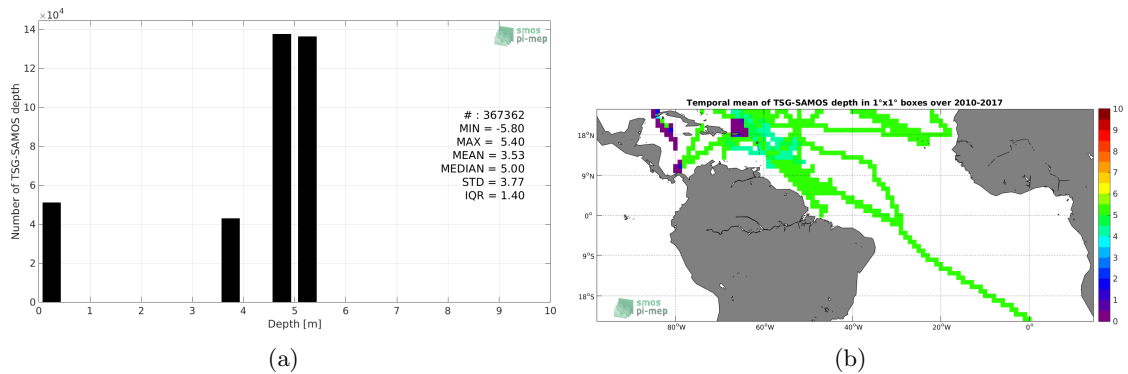 ×10⁴
14
12
10
8
6
4
2
0
Number of TSG-SAMOS depth
smos
pi-mep
# : 367362
MIN = -5.80
MAX = 5.40
MEAN = 3.53
MEDIAN = 5.00
STD = 3.77
IQR = 1.40
0 1 2 3 4 5 6 7 8 9 10
Depth [m]
(a)
Temporal mean of TSG-SAMOS depth in 1°x1° boxes over 2010-2017
18°N
9°N
0°
9°S
18°S
smos
pi-mep
80°W 60°W 40°W 20°W 0°
10
9
8
7
6
5
4
3
2
1
0
(b)